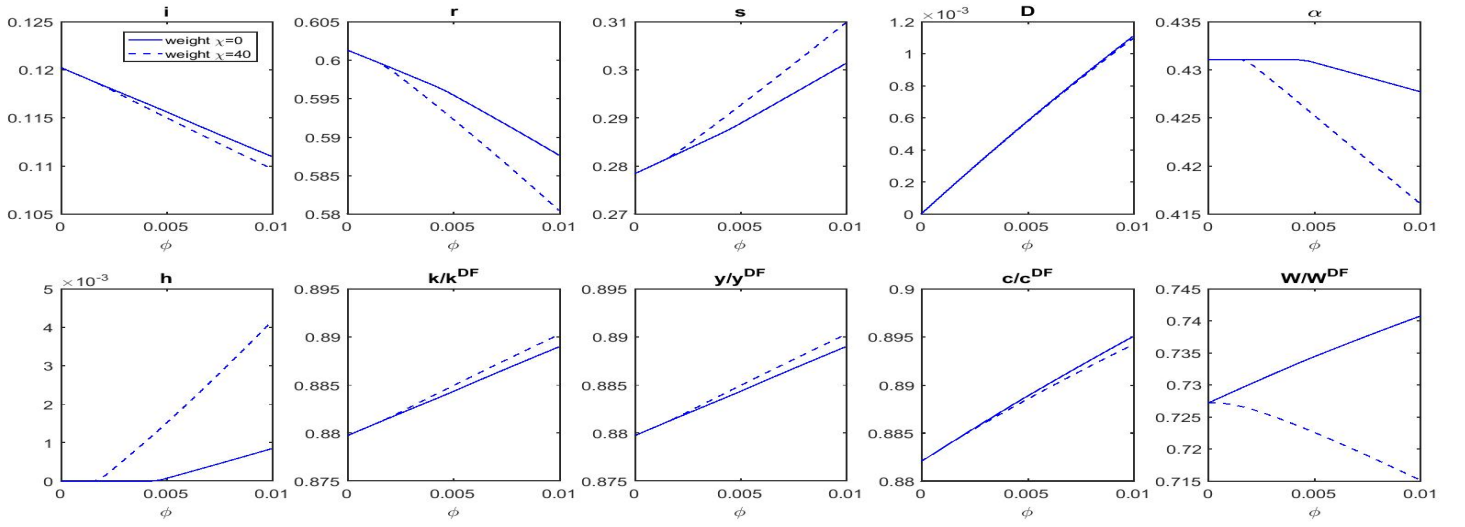 i
0.125
0.12
0.115
0.11
0.105
0 0.005 0.01
ϕ
weight χ=0
weight χ=40
r
0.605
0.6
0.595
0.59
0.585
0.58
0 0.005 0.01
ϕ
s
0.31
0.3
0.29
0.28
0.27
0 0.005 0.01
ϕ
D
×10⁻³
1.2
1
0.8
0.6
0.4
0.2
0
0 0.005 0.01
ϕ
α
0.435
0.43
0.425
0.42
0.415
0 0.005 0.01
ϕ
h
×10⁻³
5
4
3
2
1
0
0 0.005 0.01
ϕ
k/k^DF
0.895
0.89
0.885
0.88
0.875
0 0.005 0.01
ϕ
y/y^DF
0.895
0.89
0.885
0.88
0.875
0 0.005 0.01
ϕ
c/c^DF
0.9
0.895
0.89
0.885
0.88
0 0.005 0.01
ϕ
W/W^DF
0.745
0.74
0.735
0.73
0.725
0.72
0.715
0 0.005 0.01
ϕ